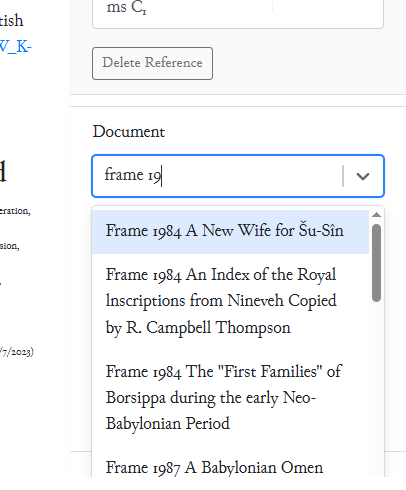 tish
V_K-
d
eration,
sion,
/7/2023)
ms C₁
Delete Reference
Document
frame 19
Frame 1984 A New Wife for Šu-Sîn
Frame 1984 An Index of the Royal
Inscriptions from Nineveh Copied
by R. Campbell Thompson
Frame 1984 The "First Families" of
Borsippa during the early Neo-
Babylonian Period
Frame 1987 A Babylonian Omen